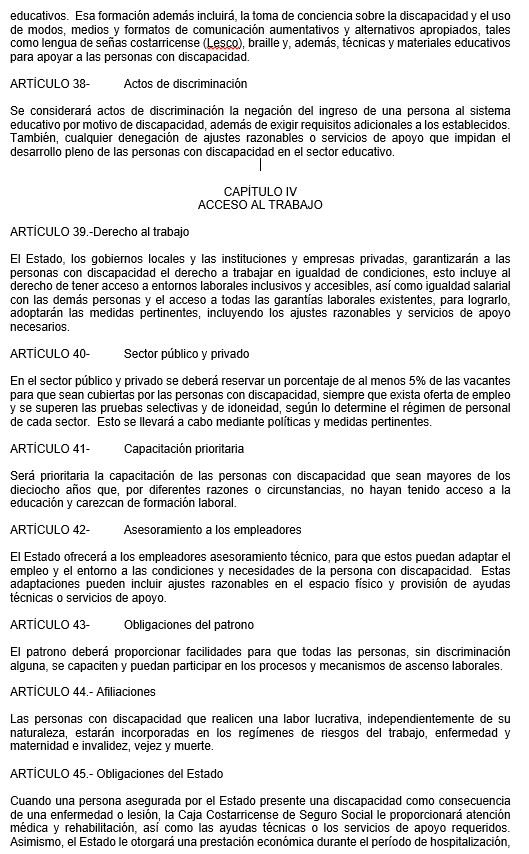 educativos.  Esa formación además incluirá, la toma de conciencia sobre la discapacidad y el uso
de modos, medios y formatos de comunicación aumentativos y alternativos apropiados, tales
como lengua de señas costarricense (Lesco), braille y, además, técnicas y materiales educativos
para apoyar a las personas con discapacidad.
ARTÍCULO 38- Actos de discriminación
Se considerará actos de discriminación la negación del ingreso de una persona al sistema
educativo por motivo de discapacidad, además de exigir requisitos adicionales a los establecidos.
También, cualquier denegación de ajustes razonables o servicios de apoyo que impidan el
desarrollo pleno de las personas con discapacidad en el sector educativo.
CAPÍTULO IV
ACCESO AL TRABAJO
ARTÍCULO 39.-Derecho al trabajo
El Estado, los gobiernos locales y las instituciones y empresas privadas, garantizarán a las
personas con discapacidad el derecho a trabajar en igualdad de condiciones, esto incluye al
derecho de tener acceso a entornos laborales inclusivos y accesibles, así como igualdad salarial
con las demás personas y el acceso a todas las garantías laborales existentes, para lograrlo,
adoptarán las medidas pertinentes, incluyendo los ajustes razonables y servicios de apoyo
necesarios.
ARTÍCULO 40- Sector público y privado
En el sector público y privado se deberá reservar un porcentaje de al menos 5% de las vacantes
para que sean cubiertas por las personas con discapacidad, siempre que exista oferta de empleo
y se superen las pruebas selectivas y de idoneidad, según lo determine el régimen de personal
de cada sector.  Esto se llevará a cabo mediante políticas y medidas pertinentes.
ARTÍCULO 41- Capacitación prioritaria
Será prioritaria la capacitación de las personas con discapacidad que sean mayores de los
dieciocho años que, por diferentes razones o circunstancias, no hayan tenido acceso a la
educación y carezcan de formación laboral.
ARTÍCULO 42- Asesoramiento a los empleadores
El Estado ofrecerá a los empleadores asesoramiento técnico, para que estos puedan adaptar el
empleo y el entorno a las condiciones y necesidades de la persona con discapacidad.  Estas
adaptaciones pueden incluir ajustes razonables en el espacio físico y provisión de ayudas
técnicas o servicios de apoyo.
ARTÍCULO 43- Obligaciones del patrono
El patrono deberá proporcionar facilidades para que todas las personas, sin discriminación
alguna, se capaciten y puedan participar en los procesos y mecanismos de ascenso laborales.
ARTÍCULO 44.- Afiliaciones
Las personas con discapacidad que realicen una labor lucrativa, independientemente de su
naturaleza, estarán incorporadas en los regímenes de riesgos del trabajo, enfermedad y
maternidad e invalidez, vejez y muerte.
ARTÍCULO 45.- Obligaciones del Estado
Cuando una persona asegurada por el Estado presente una discapacidad como consecuencia
de una enfermedad o lesión, la Caja Costarricense de Seguro Social le proporcionará atención
médica y rehabilitación, así como las ayudas técnicas o los servicios de apoyo requeridos.
Asimismo, el Estado le otorgará una prestación económica durante el período de hospitalización,